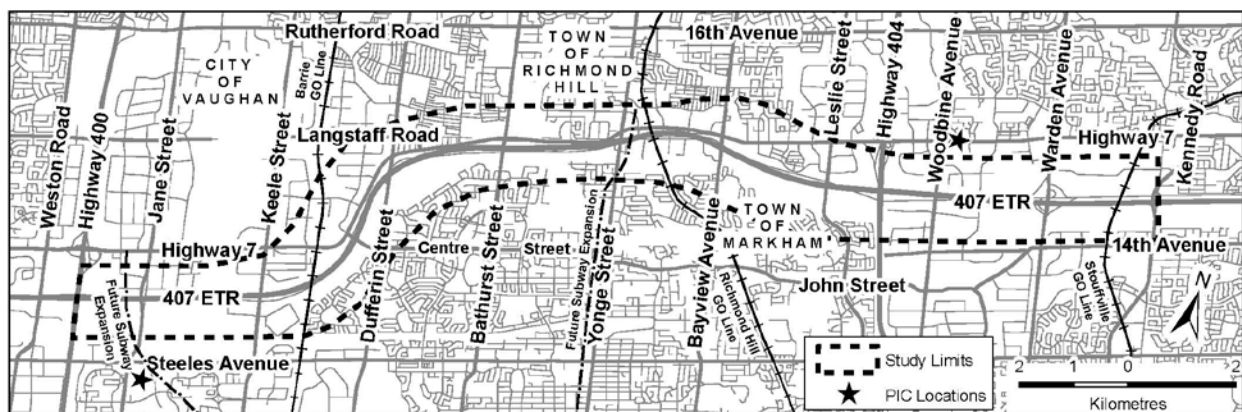 Rutherford Road
TOWN
OF
RICHMOND
HILL
16th Avenue
CITY
OF
VAUGHAN
Barrie
GO Line
Weston Road
Highway 400
Jane Street
Keele Street
Langstaff Road
Leslie Street
Highway 404
Woodbine Avenue
Warden Avenue
Highway 7
Kennedy Road
407 ETR
Highway 7
Dufferin Street
Centre Street
Bathurst Street
Future Subway Expansion
Yonge Street
Bayview Avenue
TOWN
OF
MARKHAM
14th Avenue
407 ETR
Future Subway
Expansion
Steeles Avenue
Richmond Hill
GO Line
John Street
Stouffville
GO Line
N
Study Limits
PIC Locations
2 1 0 2
Kilometres